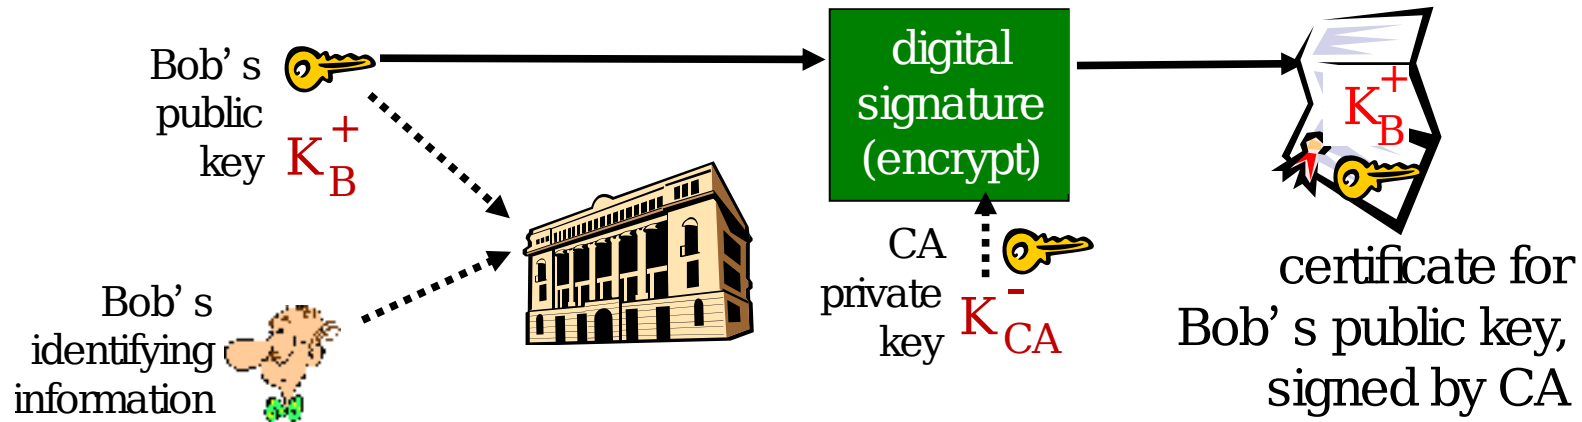 Bob's
public
key
K+B
Bob's
identifying
information
digital
signature
(encrypt)
CA
private
key
K-CA
K+B
certificate for
Bob's public key,
signed by CA